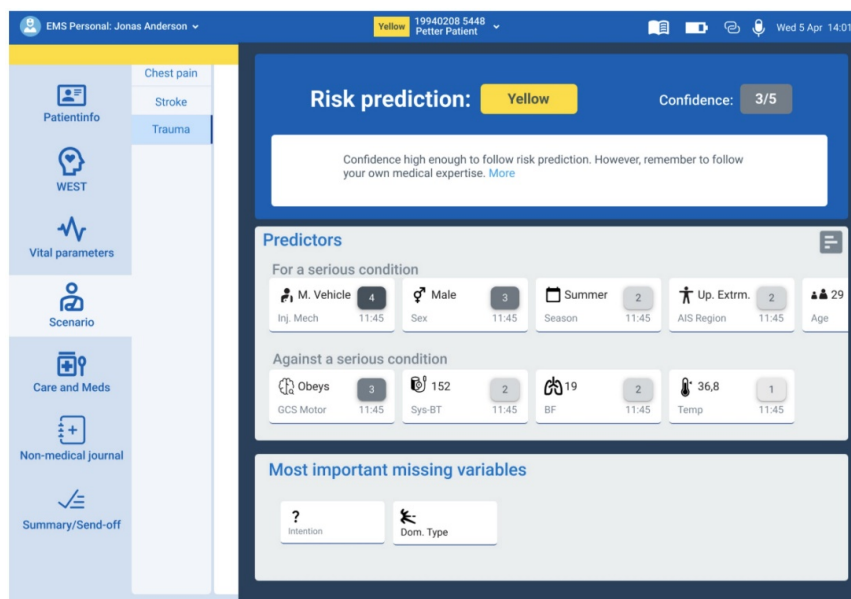 EMS Personal: Jonas Anderson
Yellow
19940208 5448
Petter Patient
Wed 5 Apr 14:01
Patientinfo
WEST
Vital parameters
Scenario
Care and Meds
Non-medical journal
Summary/Send-off
Chest pain
Stroke
Trauma
Risk prediction: Yellow
Confidence: 3/5
Confidence high enough to follow risk prediction. However, remember to follow
your own medical expertise. More
Predictors
For a serious condition
M. Vehicle 4
Inj. Mech 11:45
Male 3
Sex 11:45
Summer 2
Season 11:45
Up. Extrm. 2
AIS Region 11:45
29
Age
Against a serious condition
Obeys 3
GCS Motor 11:45
152 2
Sys-BT 11:45
19 2
BF 11:45
36,8 1
Temp 11:45
Most important missing variables
?
Intention
Dom. Type